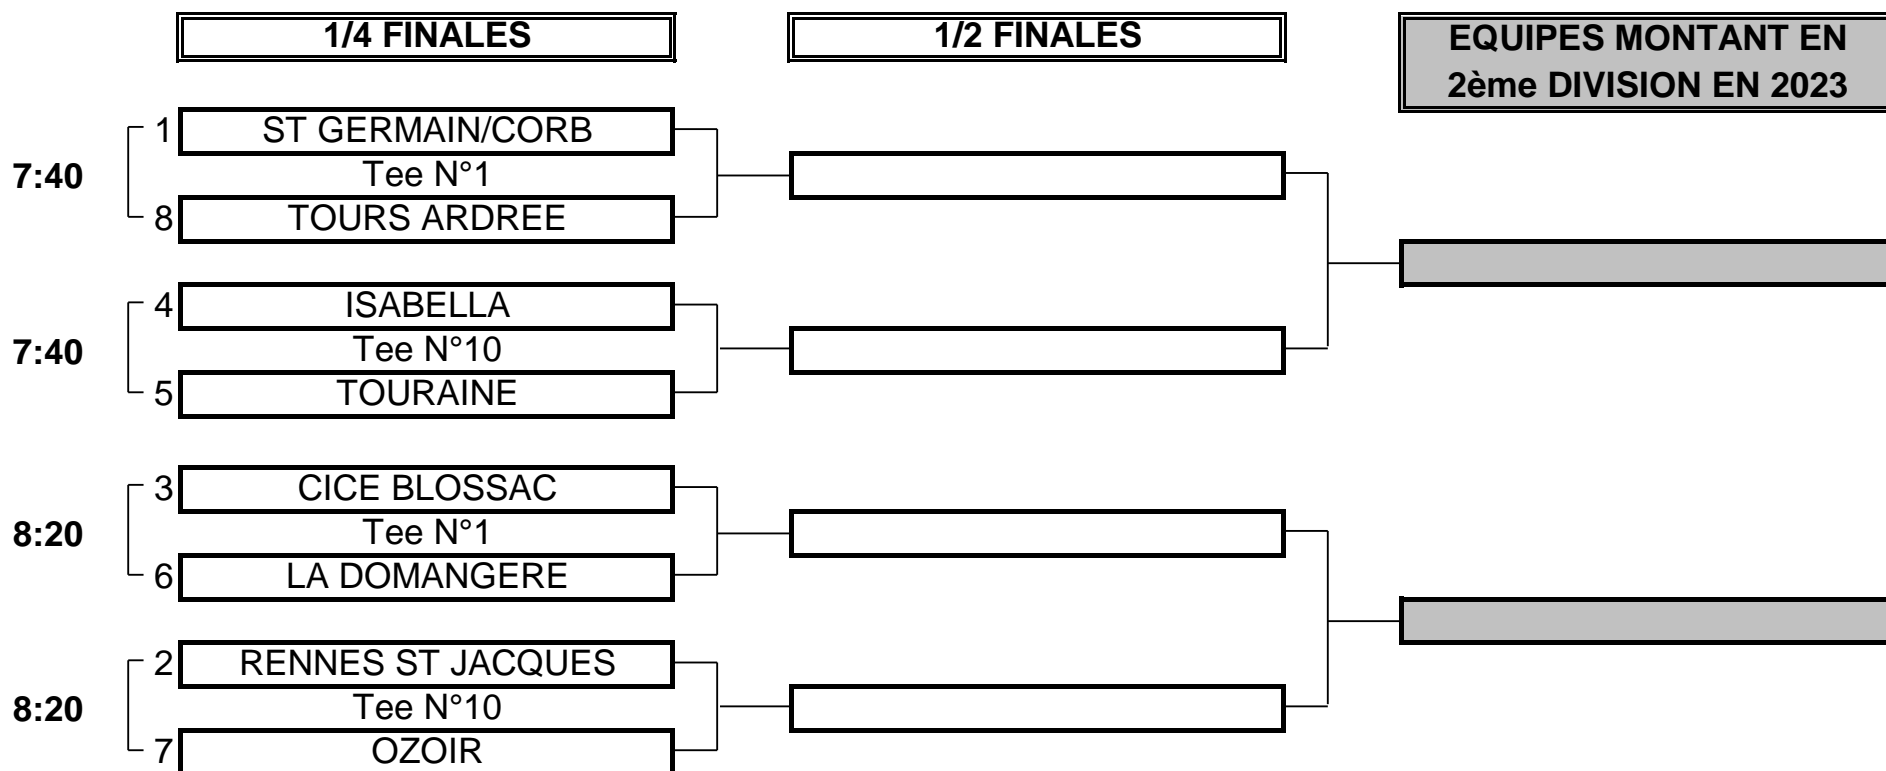 1/4 FINALES
1/2 FINALES
EQUIPES MONTANT EN
2ème DIVISION EN 2023
1 ST GERMAIN/CORB
7:40 Tee N°1
8 TOURS ARDREE
4 ISABELLA
7:40 Tee N°10
5 TOURAINE
3 CICE BLOSSAC
8:20 Tee N°1
6 LA DOMANGERE
2 RENNES ST JACQUES
8:20 Tee N°10
7 OZOIR